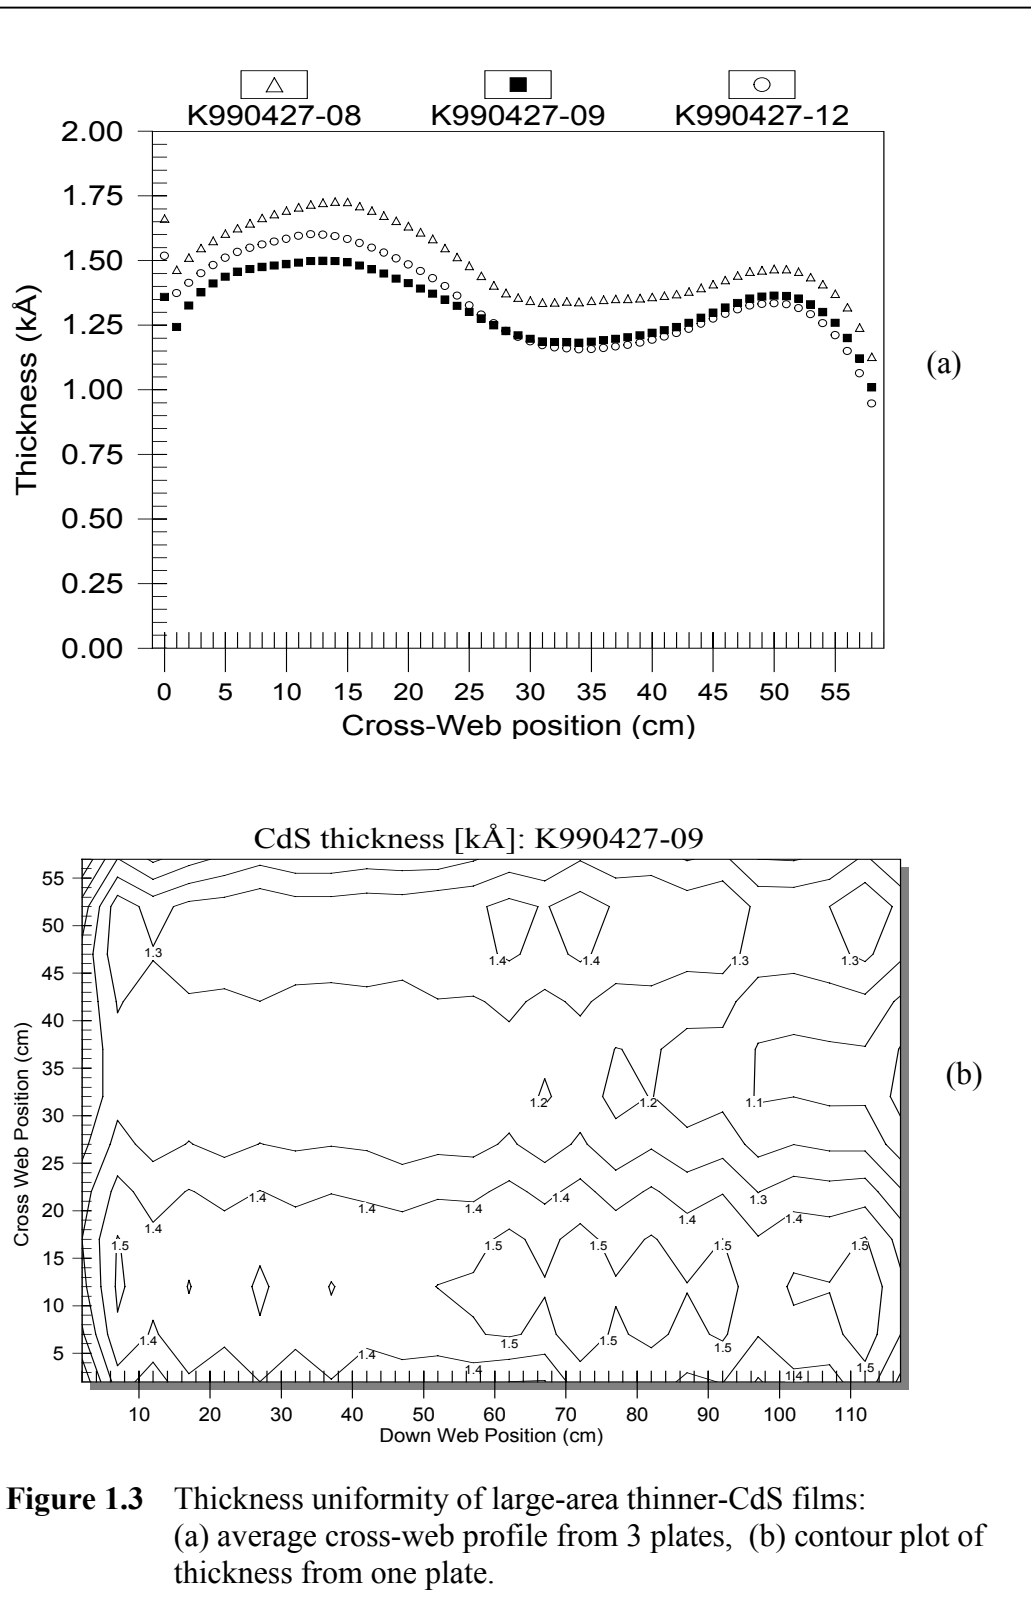 K990427-08 K990427-09 K990427-12
2.00
1.75
1.50
1.25
1.00
0.75
0.50
0.25
0.00
Thickness (kÅ)
0 5 10 15 20 25 30 35 40 45 50 55
Cross-Web position (cm)
(a)
CdS thickness [kÅ]: K990427-09
55
50
45
40
35
30
25
20
15
10
5
Cross Web Position (cm)
1.3 1.4 1.4 1.3 1.3
1.2 1.2 1.1
1.4 1.4 1.4 1.4 1.3
1.4 1.4 1.4
1.5 1.5 1.5 1.5 1.5
1.4 1.5 1.5 1.5
1.4 1.4 1.4 1.5
10 20 30 40 50 60 70 80 90 100 110
Down Web Position (cm)
(b)
Figure 1.3 Thickness uniformity of large-area thinner-CdS films:
(a) average cross-web profile from 3 plates, (b) contour plot of
thickness from one plate.